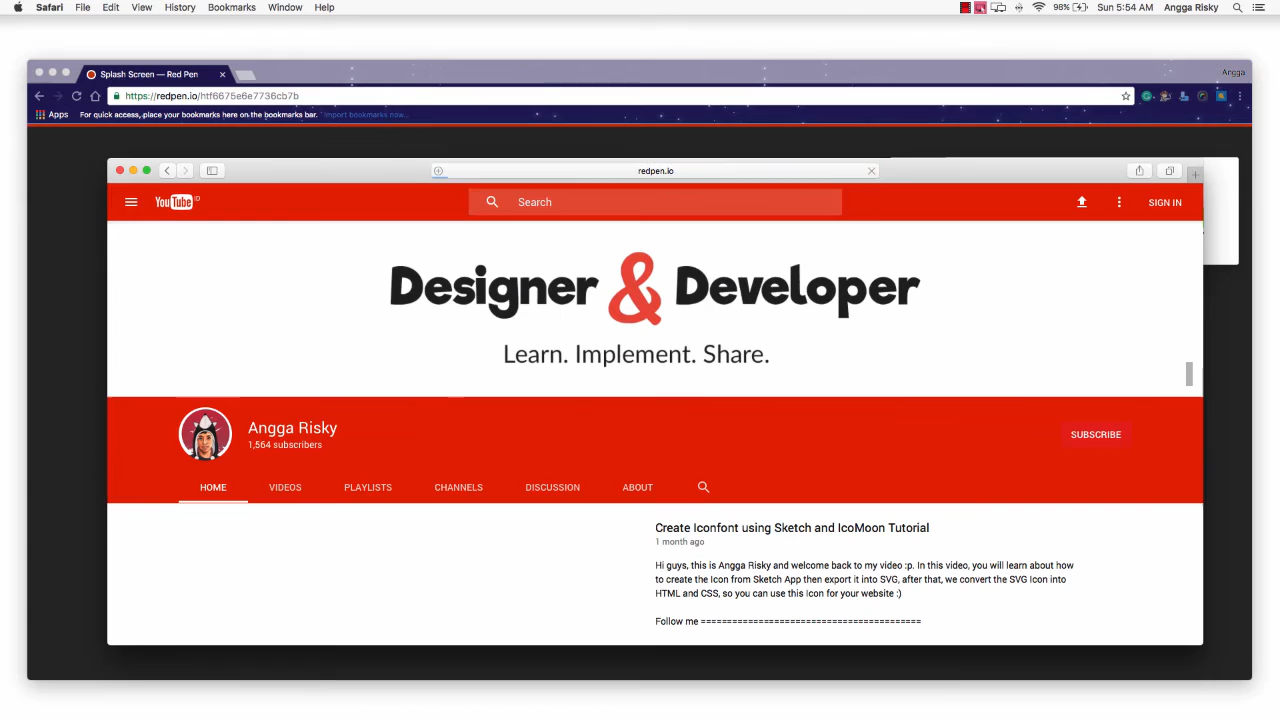 Safari File Edit View History Bookmarks Window Help 98% Sun 5:54 AM Angga Risky
Splash Screen — Red Pen Angga
https://redpen.io/htf6675e6e7736cb7b
Apps For quick access, place your bookmarks here on the bookmarks bar. Import bookmarks now...
redpen.io
YouTube ID Search SIGN IN
Designer & Developer
Learn. Implement. Share.
Angga Risky
1,564 subscribers
SUBSCRIBE
HOME VIDEOS PLAYLISTS CHANNELS DISCUSSION ABOUT
Create Iconfont using Sketch and IcoMoon Tutorial
1 month ago
Hi guys, this is Angga Risky and welcome back to my video :p. In this video, you will learn about how
to create the Icon from Sketch App then export it into SVG, after that, we convert the SVG Icon into
HTML and CSS, so you can use this Icon for your website :)
Follow me ==========================================